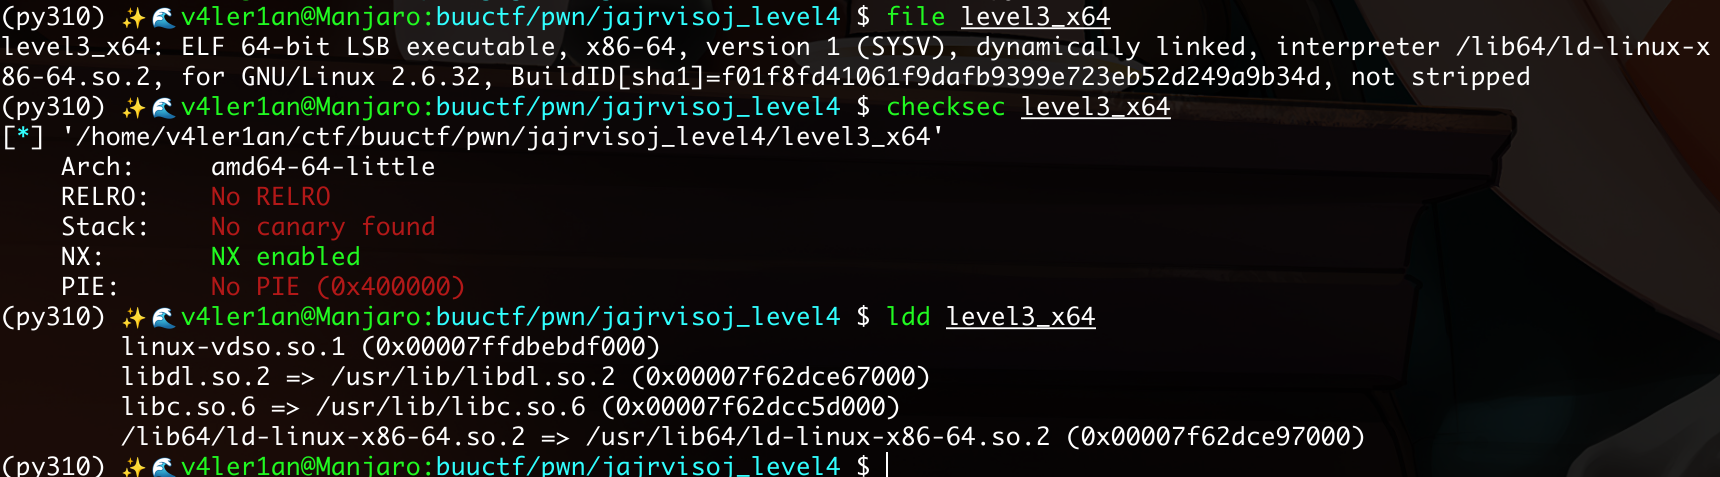 (py310) ✨🌊v4ler1an@Manjaro:buuctf/pwn/jajrvisoj_level4 $ file level3_x64
level3_x64: ELF 64-bit LSB executable, x86-64, version 1 (SYSV), dynamically linked, interpreter /lib64/ld-linux-x
86-64.so.2, for GNU/Linux 2.6.32, BuildID[sha1]=f01f8fd41061f9dafb9399e723eb52d249a9b34d, not stripped
(py310) ✨🌊v4ler1an@Manjaro:buuctf/pwn/jajrvisoj_level4 $ checksec level3_x64
[*] '/home/v4ler1an/ctf/buuctf/pwn/jajrvisoj_level4/level3_x64'
    Arch:     amd64-64-little
    RELRO:    No RELRO
    Stack:    No canary found
    NX:       NX enabled
    PIE:      No PIE (0x400000)
(py310) ✨🌊v4ler1an@Manjaro:buuctf/pwn/jajrvisoj_level4 $ ldd level3_x64
        linux-vdso.so.1 (0x00007ffdbebdf000)
        libdl.so.2 => /usr/lib/libdl.so.2 (0x00007f62dce67000)
        libc.so.6 => /usr/lib/libc.so.6 (0x00007f62dcc5d000)
        /lib64/ld-linux-x86-64.so.2 => /usr/lib64/ld-linux-x86-64.so.2 (0x00007f62dce97000)
(py310) ✨🌊v4ler1an@Manjaro:buuctf/pwn/jajrvisoj_level4 $